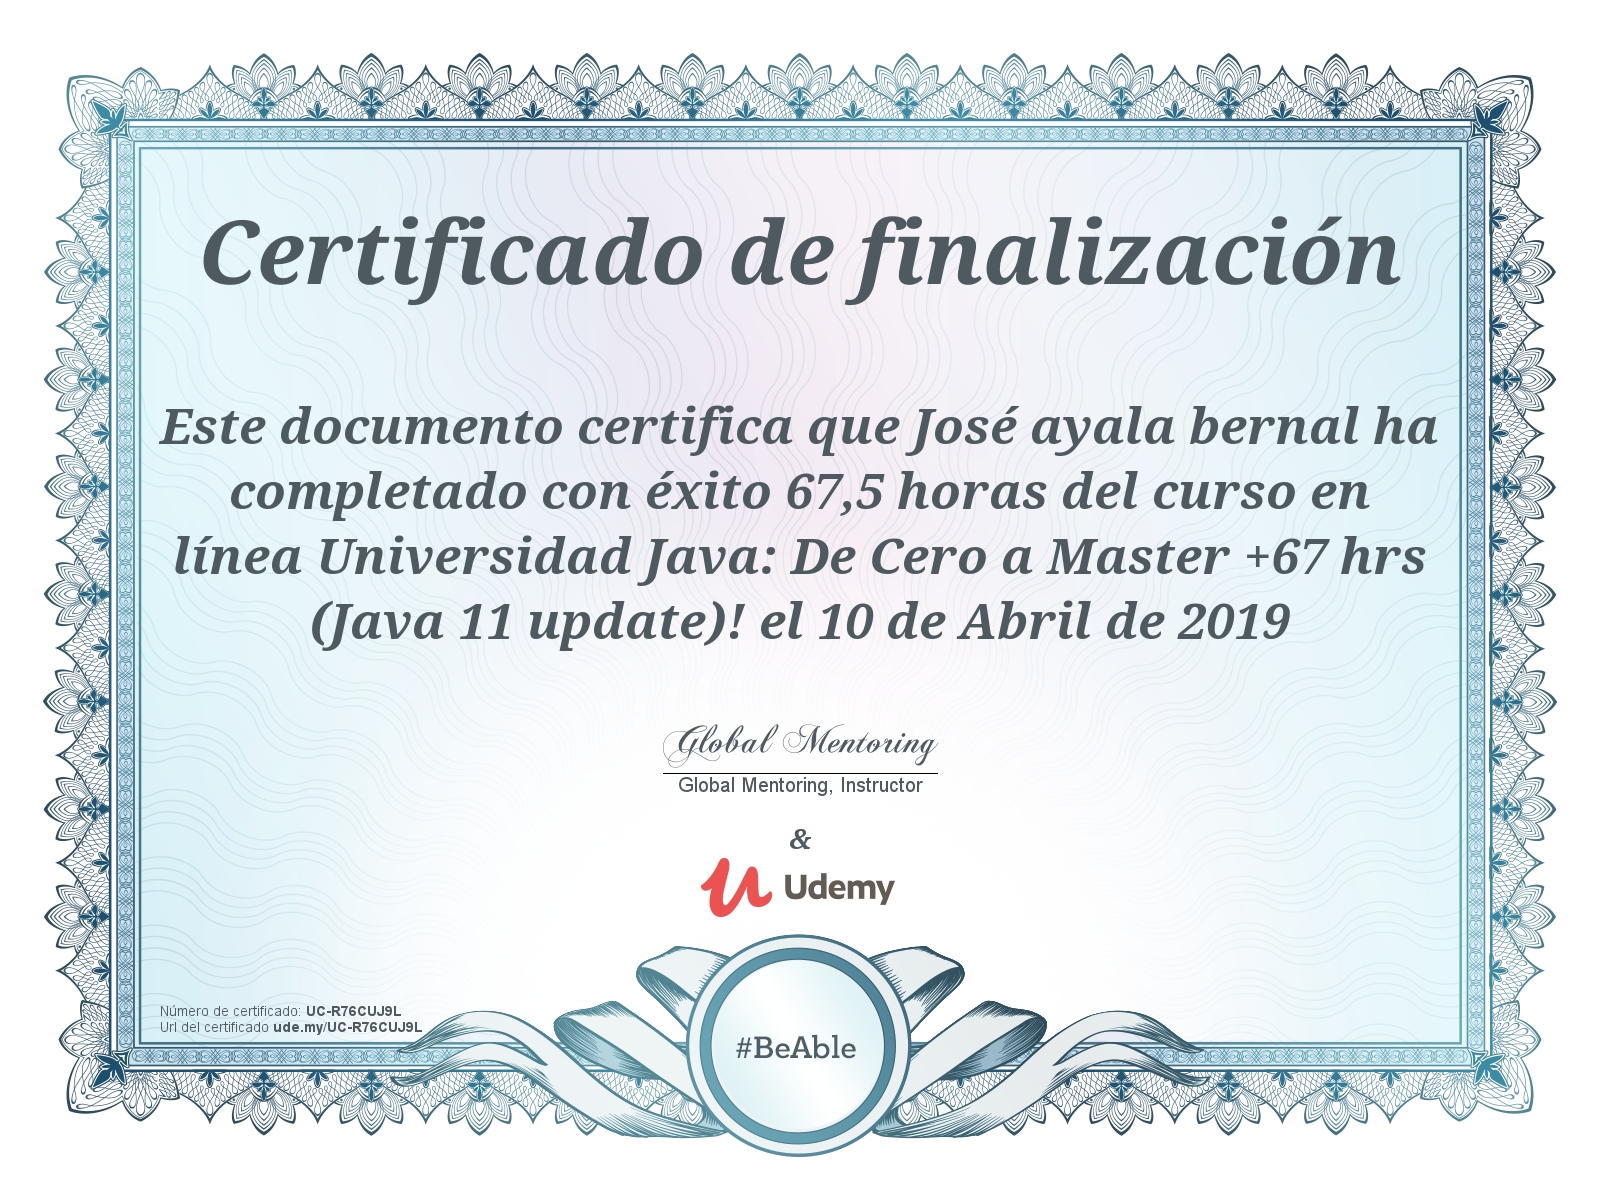 Certificado de finalización
Este documento certifica que José ayala bernal ha
completado con éxito 67,5 horas del curso en
línea Universidad Java: De Cero a Master +67 hrs
(Java 11 update)! el 10 de Abril de 2019
Global Mentoring
Global Mentoring, Instructor
&
Udemy
Número de certificado: UC-R76CUJ9L
Url del certificado ude.my/UC-R76CUJ9L
#BeAble